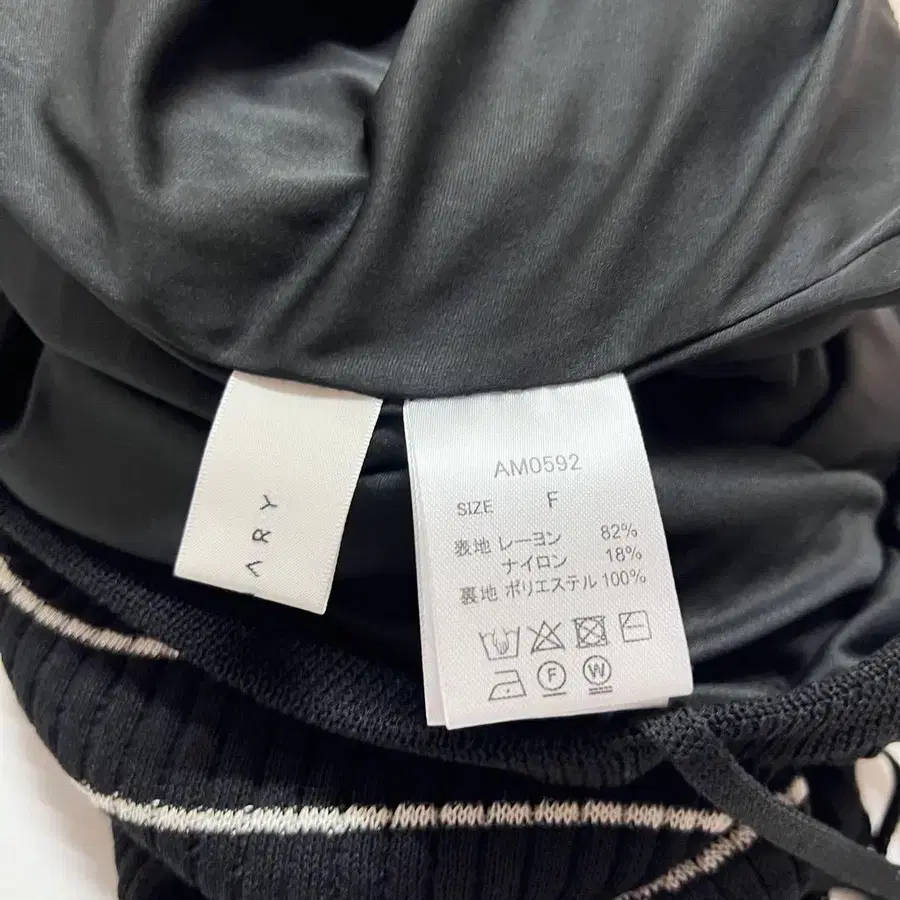 ARY
AM0592
SIZE F
表地 レーヨン 82%
ナイロン 18%
裏地 ポリエステル 100%
F W